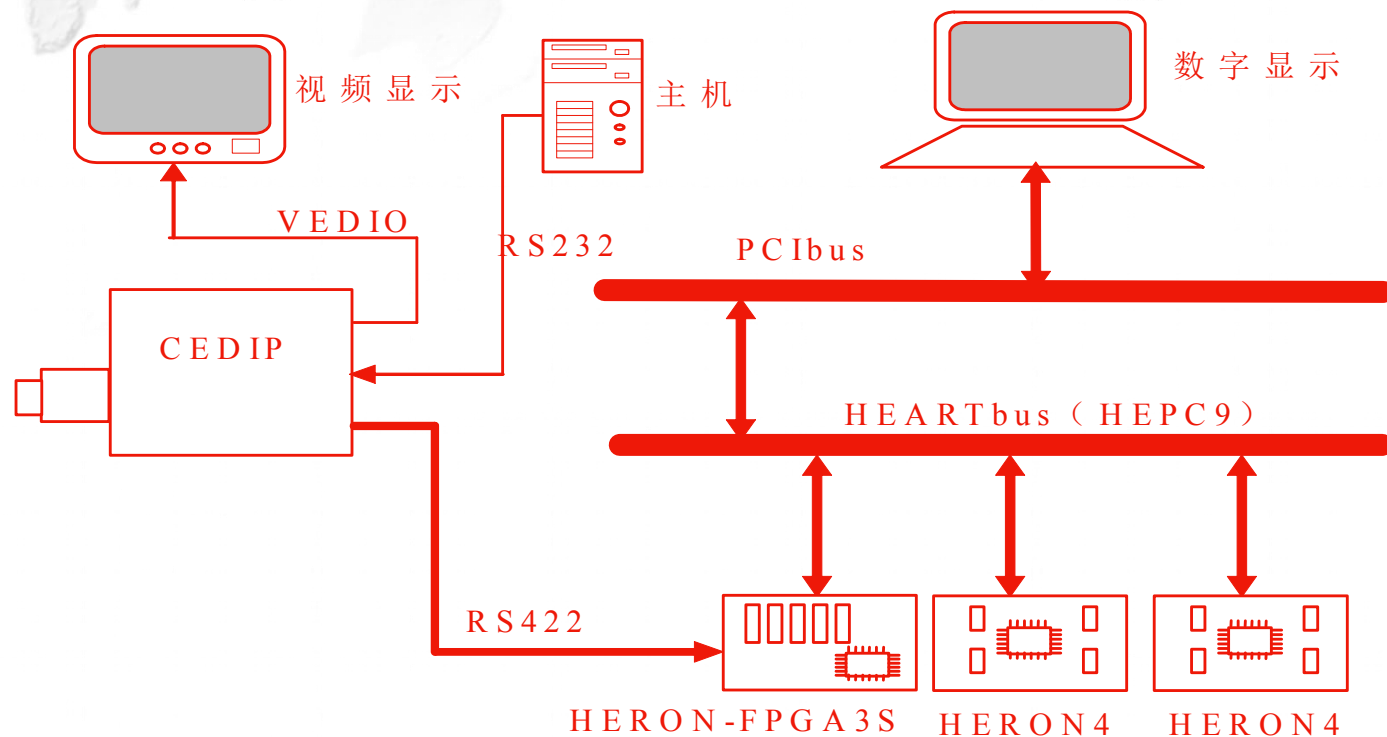 视频显示
主机
数字显示
VEDIO
RS232
PCIbus
CEDIP
HEARTbus（HEPC9）
RS422
HERON-FPGA3S
HERON4
HERON4